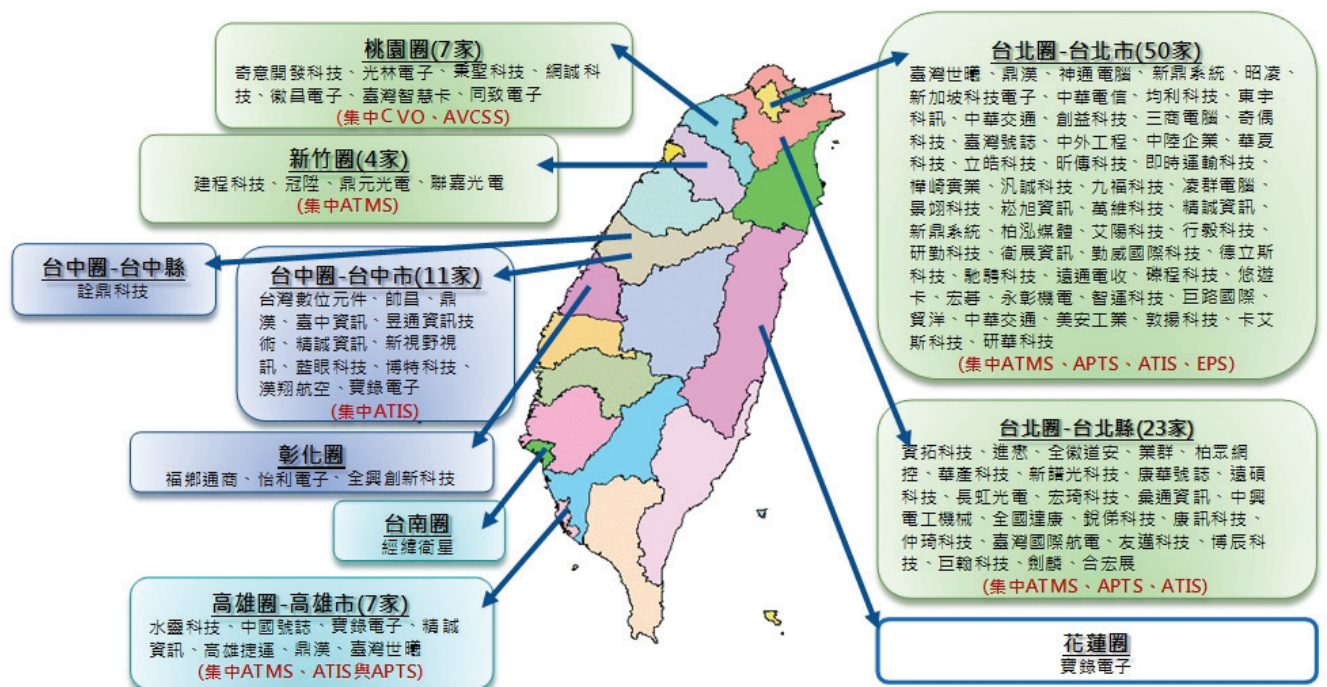 桃園圈(7家)
奇意開發科技、光林電子、秉聖科技、網誠科
技、徽昌電子、臺灣智慧卡、同致電子
(集中CVO、AVCSS)
新竹圈(4家)
建程科技、冠陞、鼎元光電、聯嘉光電
(集中ATMS)
台中圈-台中縣
詮鼎科技
台中圈-台中市(11家)
台灣數位元件、帥昌、鼎
漢、臺中資訊、昱通資訊技
術、精誠資訊、新視野視
訊、藍眼科技、博特科技、
漢翔航空、寶錄電子
(集中ATIS)
彰化圈
福鄉通商、怡利電子、全興創新科技
台南圈
經緯衛星
高雄圈-高雄市(7家)
水靈科技、中國號誌、寶錄電子、精誠
資訊、高雄捷運、鼎漢、臺灣世曦
(集中ATMS、ATIS與APTS)
台北圈-台北市(50家)
臺灣世曦、鼎漢、神通電腦、新鼎系統、昭凌、
新加坡科技電子、中華電信、均利科技、東宇
科訊、中華交通、創益科技、三商電腦、奇偶
科技、臺灣號誌、中外工程、中陸企業、華夏
科技、立皓科技、昕傳科技、即時運輸科技、
樺崎實業、汎誠科技、九福科技、凌群電腦、
景翊科技、崧旭資訊、萬維科技、精誠資訊、
新鼎系統、柏泓媒體、艾陽科技、行毅科技、
研勤科技、衛展資訊、勤崴國際科技、德立斯
科技、馳騁科技、遠通電收、礫程科技、悠遊
卡、宏碁、永彰機電、智運科技、巨路國際、
貿洋、中華交通、美安工業、敦揚科技、卡艾
斯科技、研華科技
(集中ATMS、APTS、ATIS、EPS)
台北圈-台北縣(23家)
資拓科技、進懋、全徽道安、業群、柏眾網
控、華產科技、新譜光科技、康華號誌、遠碩
科技、長虹光電、宏琦科技、彙通資訊、中興
電工機械、全國達康、銳俤科技、康訊科技、
仲琦科技、臺灣國際航電、友邁科技、博辰科
技、巨翰科技、劍麟、合宏展
(集中ATMS、APTS、ATIS)
花蓮圈
寶錄電子